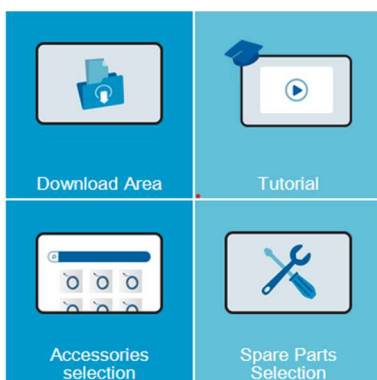 Download Area
Tutorial
Accessories
selection
Spare Parts
Selection